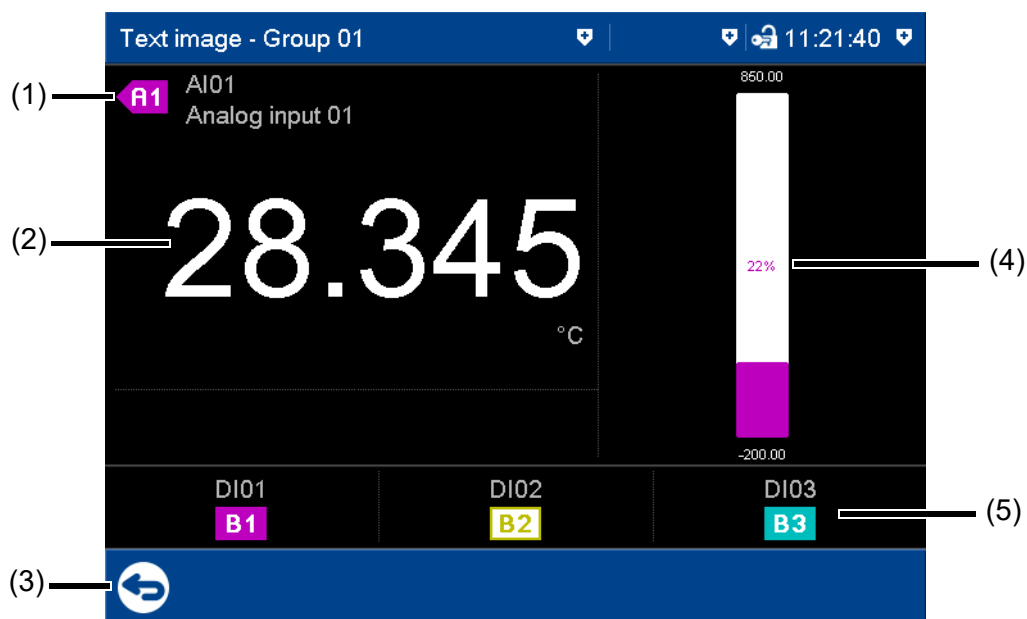 Text image - Group 01
11:21:40
(1)
A1
AI01
Analog input 01
850.00
(2)
28.345
°C
22%
(4)
-200.00
DI01
DI02
DI03
B1
B2
B3
(5)
(3)